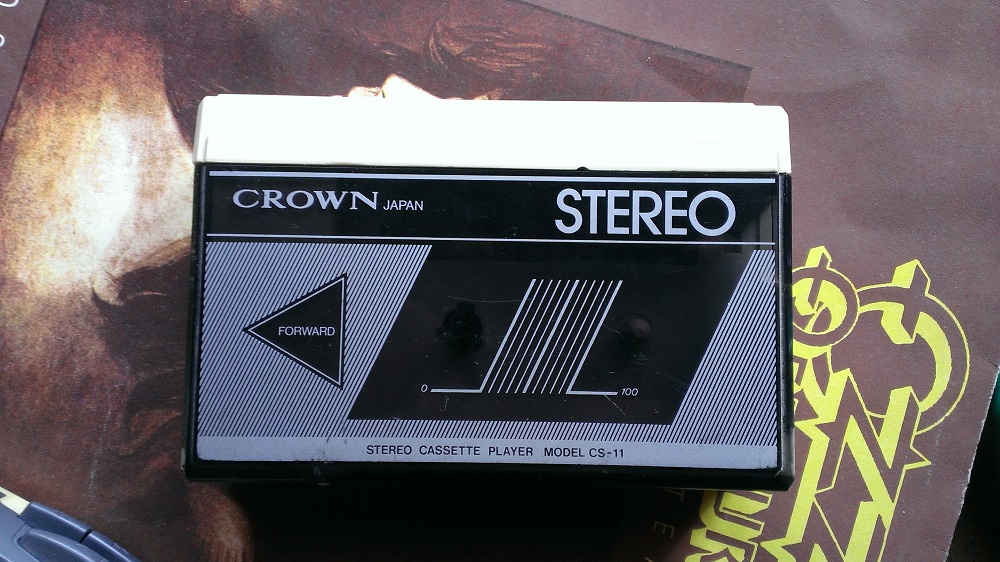 CROWN JAPAN
STEREO
FORWARD
0 100
STEREO CASSETTE PLAYER MODEL CS-11